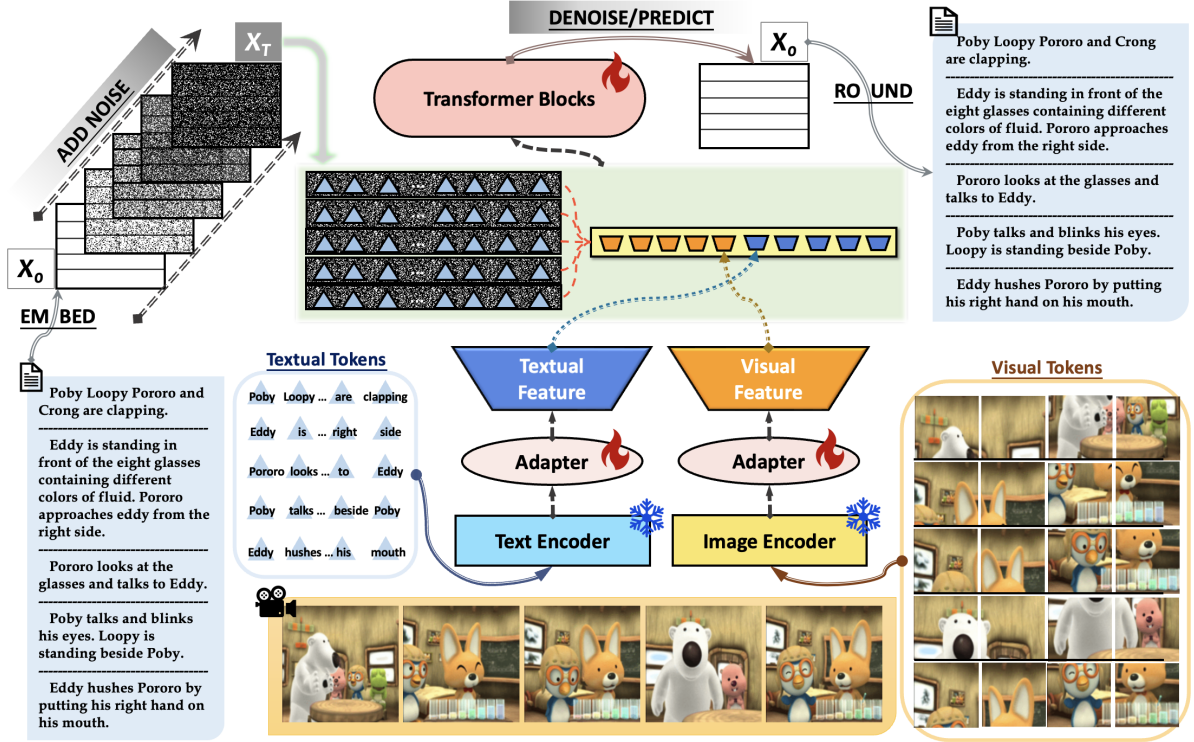 ADD NOISE
X_T
X_o
EM BED
DENOISE/PREDICT
Transformer Blocks
X_o
RO UND
Poby Loopy Pororo and Crong
are clapping.
Eddy is standing in front of the
eight glasses containing different
colors of fluid. Pororo approaches
eddy from the right side.
Pororo looks at the glasses and
talks to Eddy.
Poby talks and blinks his eyes.
Loopy is standing beside Poby.
Eddy hushes Pororo by putting
his right hand on his mouth.
Poby Loopy Pororo and
Crong are clapping.
Eddy is standing in
front of the eight glasses
containing different
colors of fluid. Pororo
approaches eddy from the
right side.
Pororo looks at the
glasses and talks to Eddy.
Poby talks and blinks
his eyes. Loopy is
standing beside Poby.
Eddy hushes Pororo by
putting his right hand on
his mouth.
Textual Tokens
Poby Loopy ... are clapping
Eddy is ... right side
Pororo looks ... to Eddy
Poby talks ... beside Poby
Eddy hushes ... his mouth
Textual
Feature
Adapter
Text Encoder
Visual
Feature
Adapter
Image Encoder
Visual Tokens